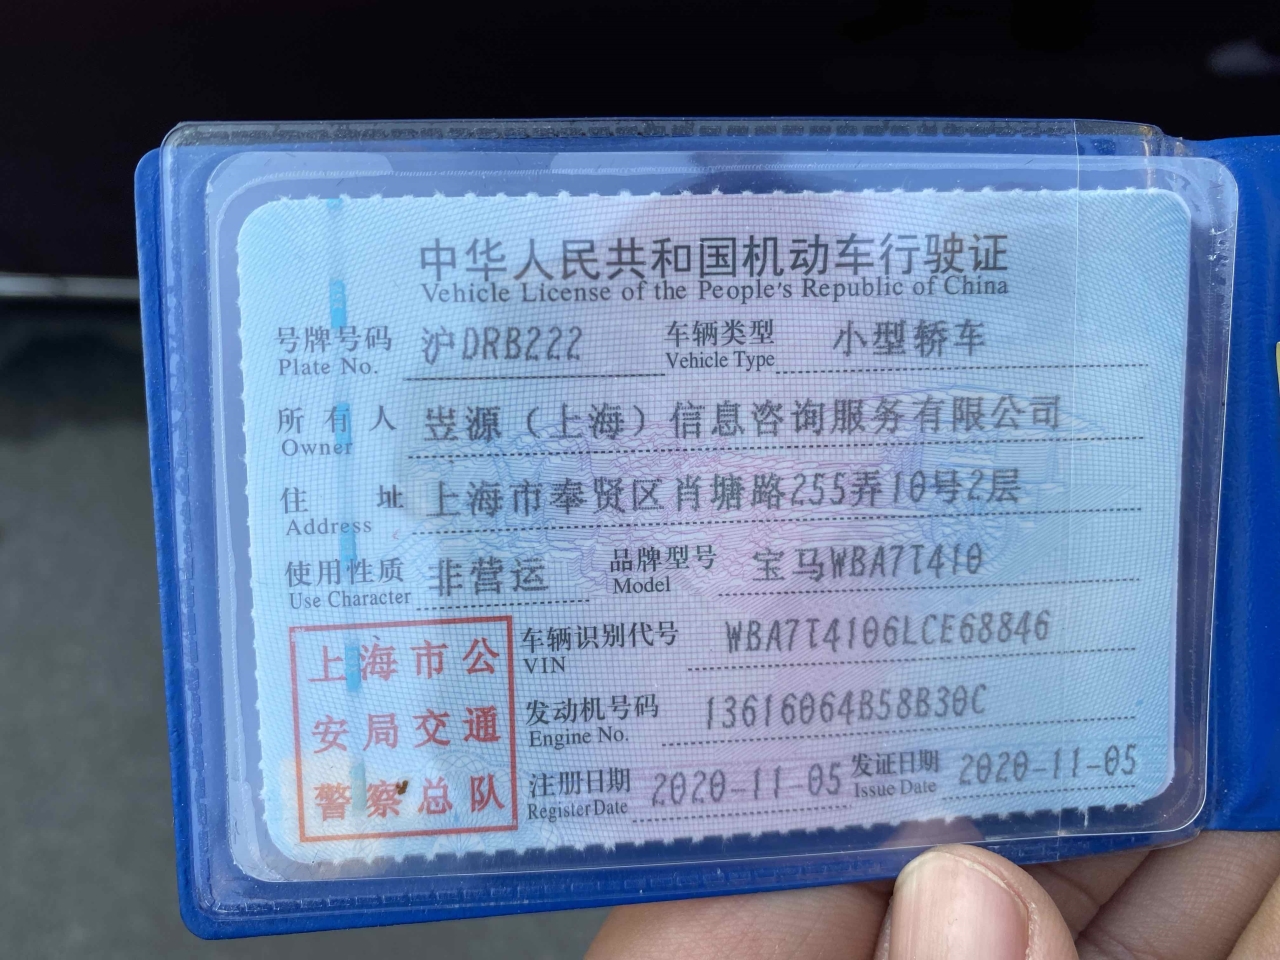 中华人民共和国机动车行驶证
Vehicle License of the People's Republic of China
号牌号码 沪DRB222 车辆类型 小型轿车
Plate No. Vehicle Type
所有人 昱源（上海）信息咨询服务有限公司
Owner
住址 上海市奉贤区肖塘路255弄10号2层
Address
使用性质 非营运 品牌型号 宝马WBA7T410
Use Character Model
上海市公
安局交通
警察总队
车辆识别代号 WBA7T4106LCE68846
VIN
发动机号码 13616064B58B30C
Engine No.
注册日期 2020-11-05 发证日期 2020-11-05
Register Date Issue Date